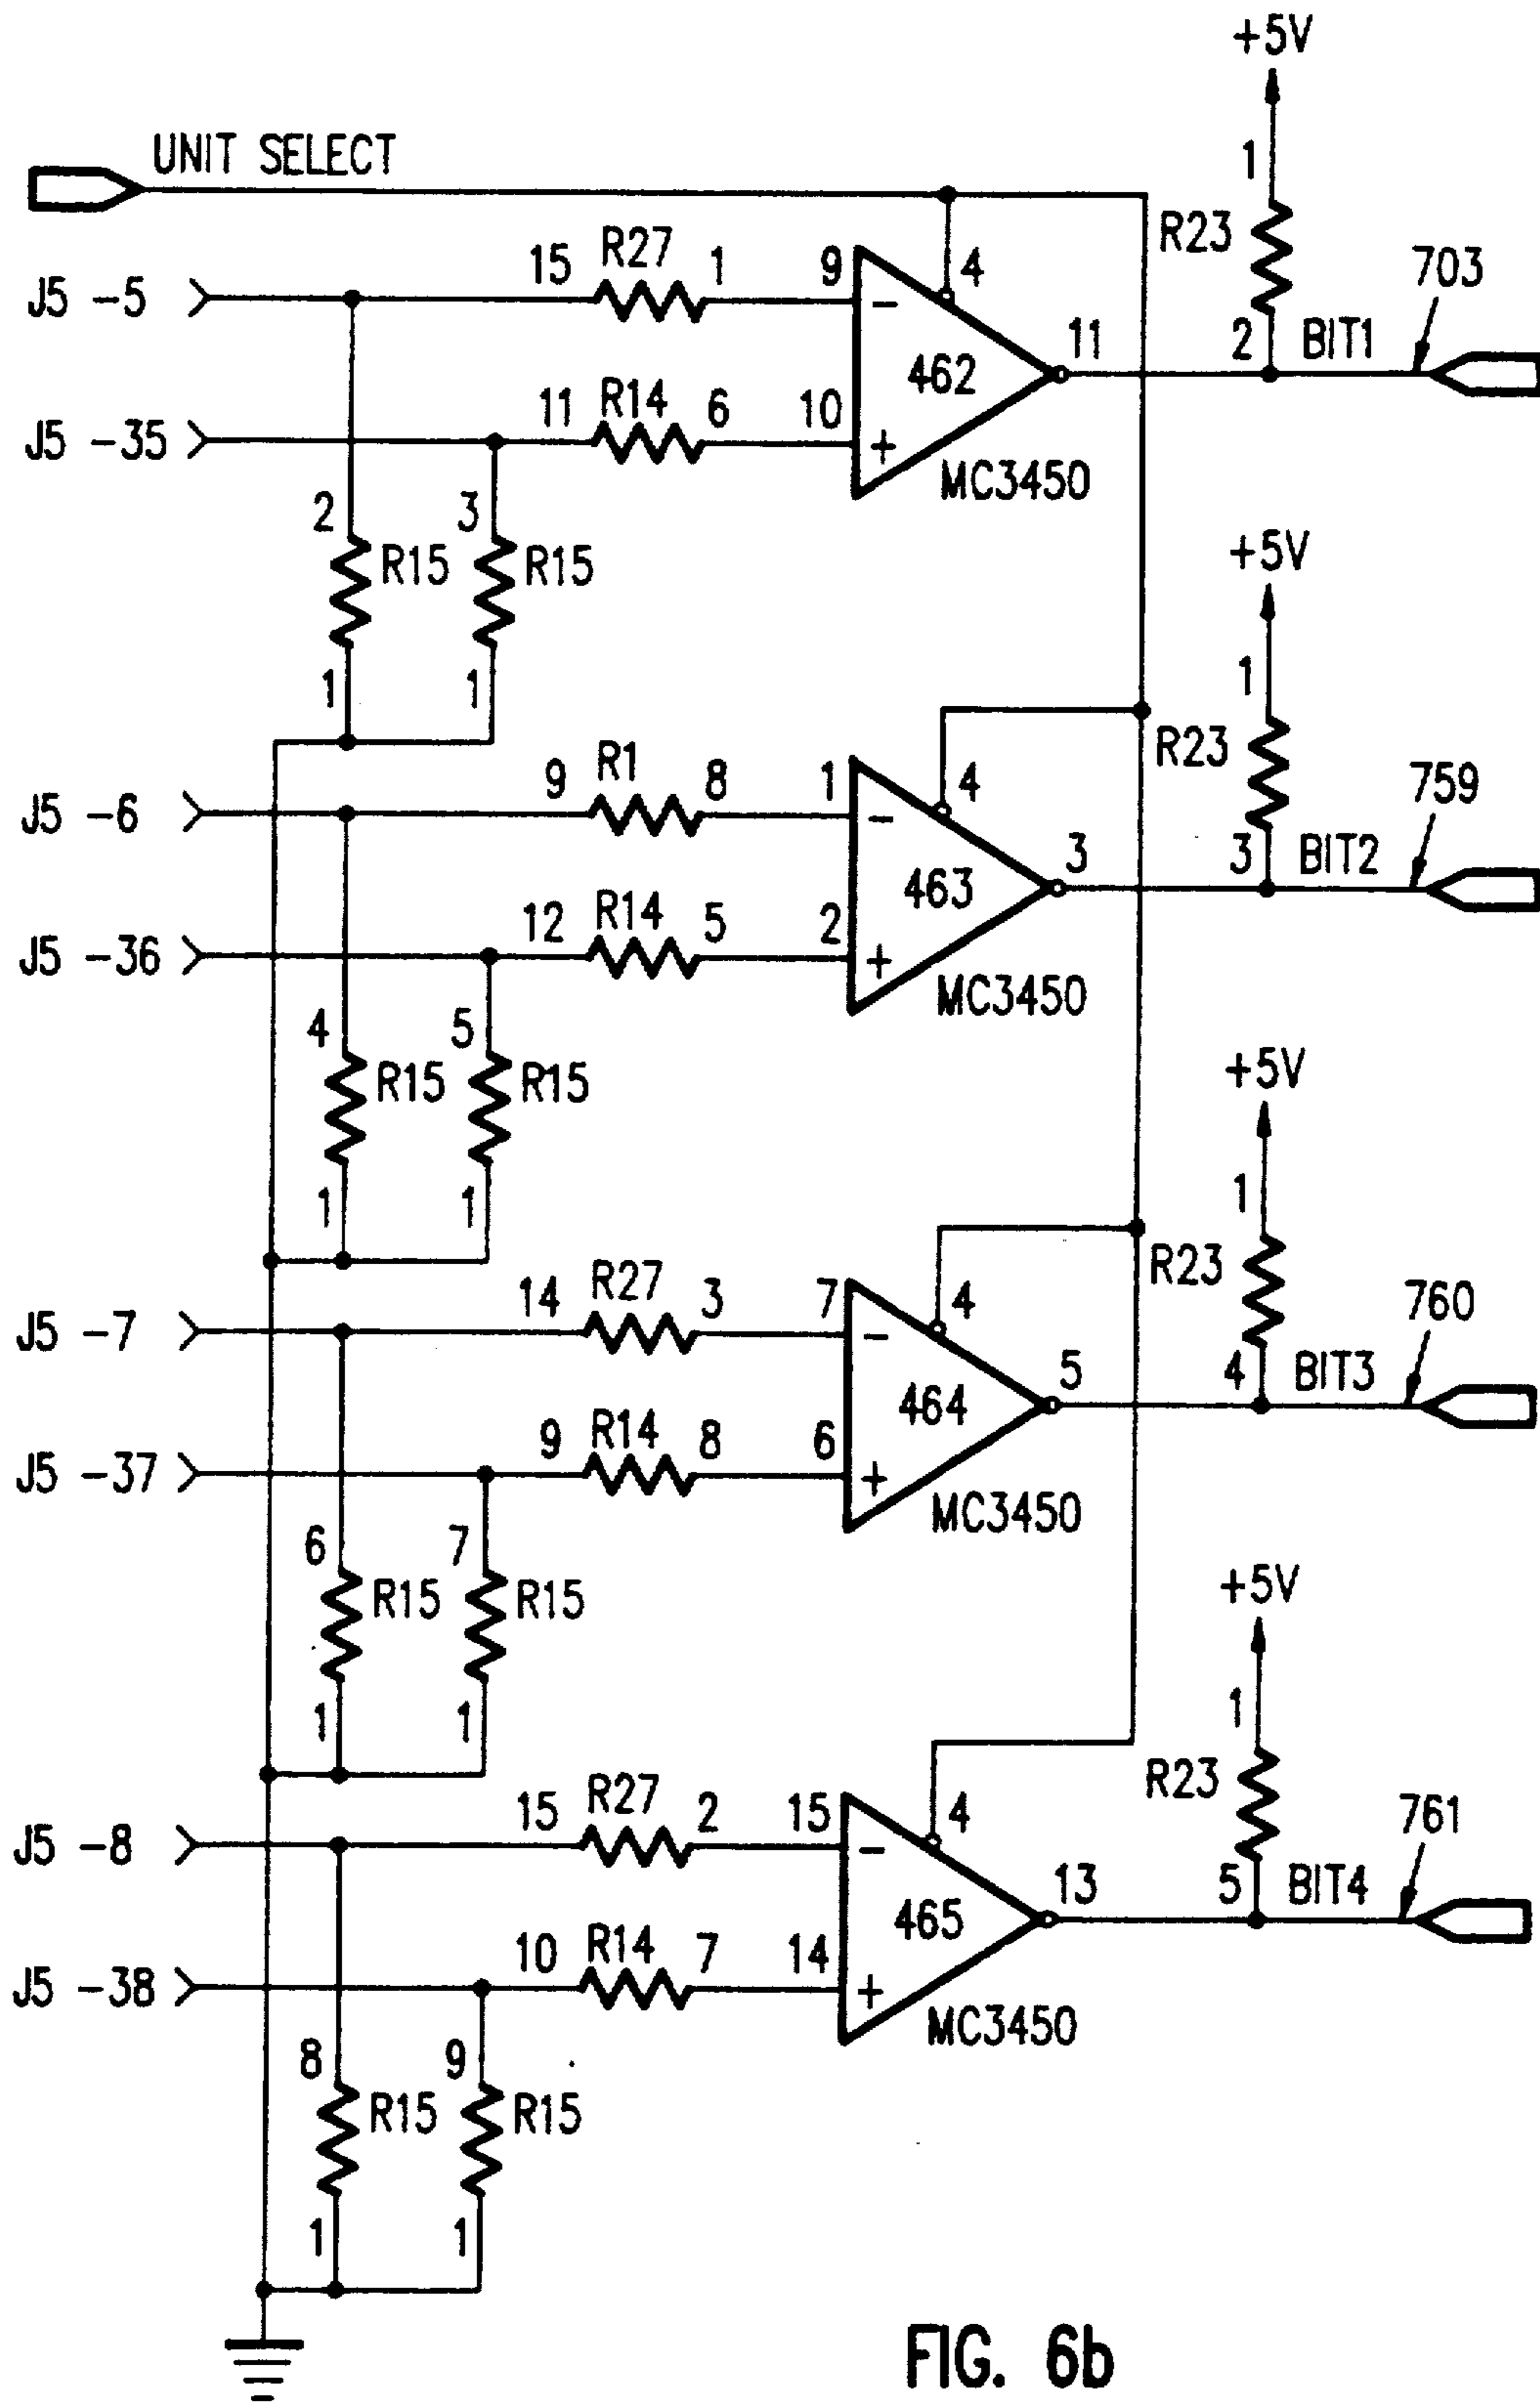 +5V
UNIT SELECT
1
R23
J5 -5
15 R27 1
9
-
4
703
462
11
2 BIT1
J5 -35
11 R14 6
10
+
MC3450
2
R15
3
R15
1
1
+5V
1
R23
J5 -6
9 R1 8
1
-
4
759
463
3
3 BIT2
J5 -36
12 R14 5
2
+
MC3450
4
R15
5
R15
1
1
+5V
1
R23
J5 -7
14 R27 3
7
-
4
760
464
5
4 BIT3
J5 -37
9 R14 8
6
+
MC3450
6
R15
7
R15
1
1
+5V
1
R23
J5 -8
15 R27 2
15
-
4
761
465
13
5 BIT4
J5 -38
10 R14 7
14
+
MC3450
8
R15
9
R15
1
1
FIG. 6b